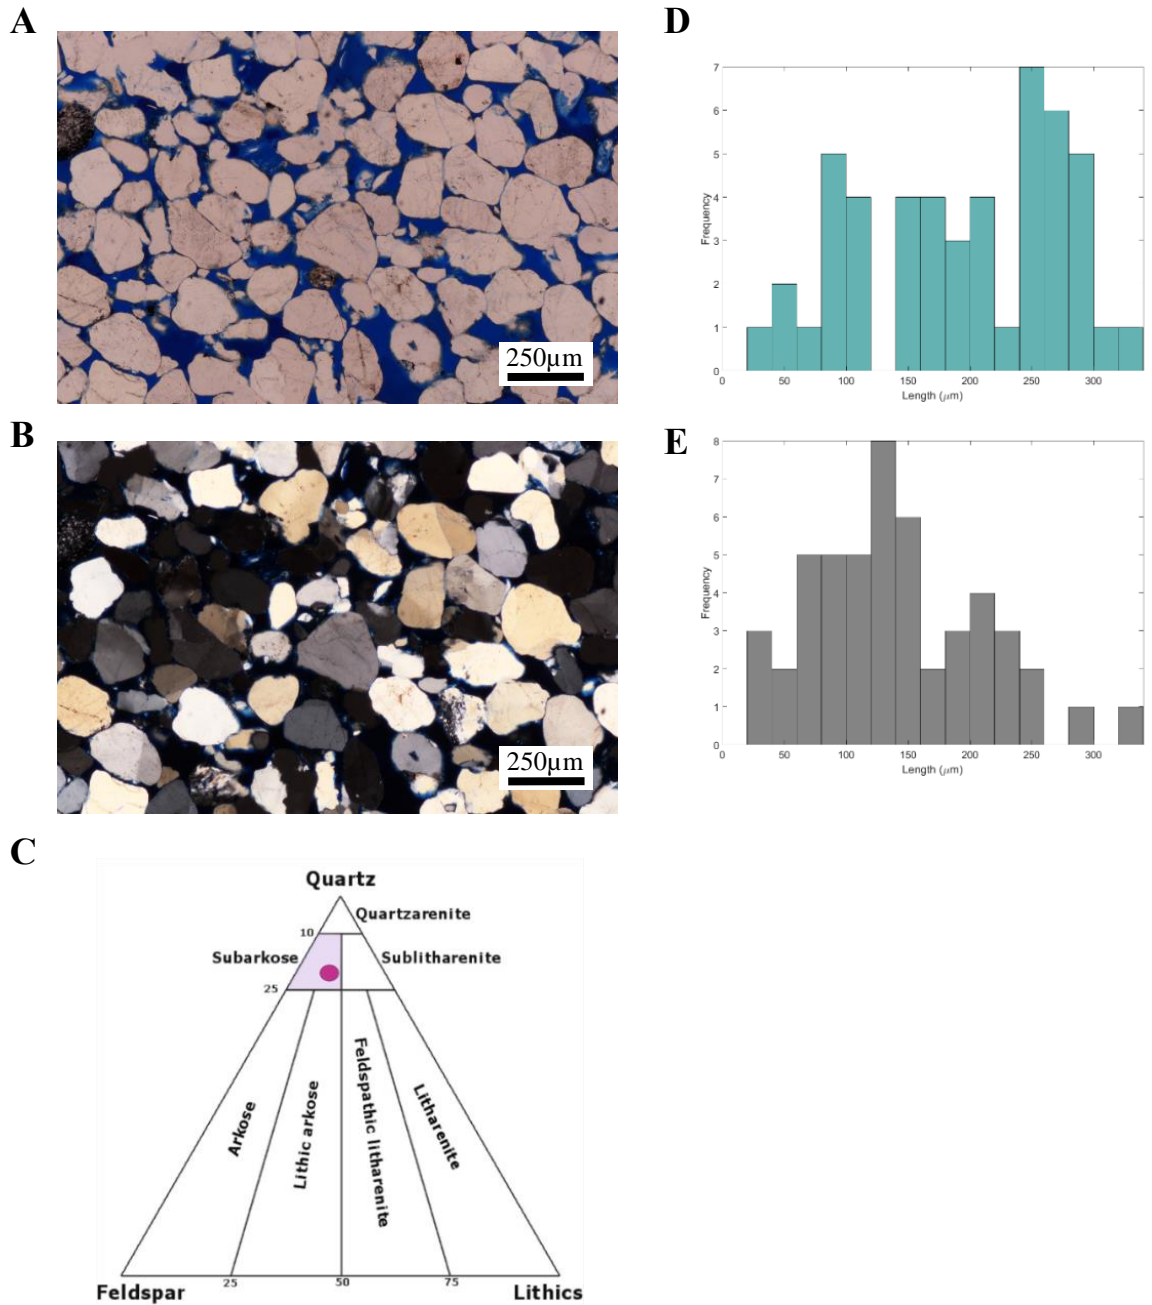 A
250μm
B
250μm
C
Quartz
Quartzarenite
10
Subarkose
Sublitharenite
25
Arkose
Lithic arkose
Feldspathic litharenite
Litharenite
25
50
75
Feldspar
Lithics
D
7
6
5
4
3
2
1
0
Frequency
0 50 100 150 200 250 300
Length (μm)
E
8
7
6
5
4
3
2
1
0
Frequency
0 50 100 150 200 250 300
Length (μm)